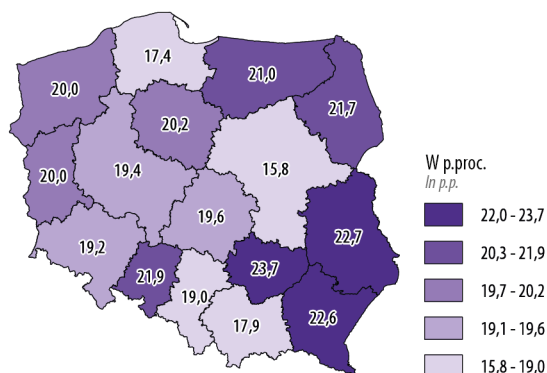 17,4
20,0
21,0
20,2
21,7
19,4
15,8
20,0
19,6
19,2
22,7
21,9
23,7
19,0
17,9
22,6
W p.proc.
In p.p.
22,0 - 23,7
20,3 - 21,9
19,7 - 20,2
19,1 - 19,6
15,8 - 19,0